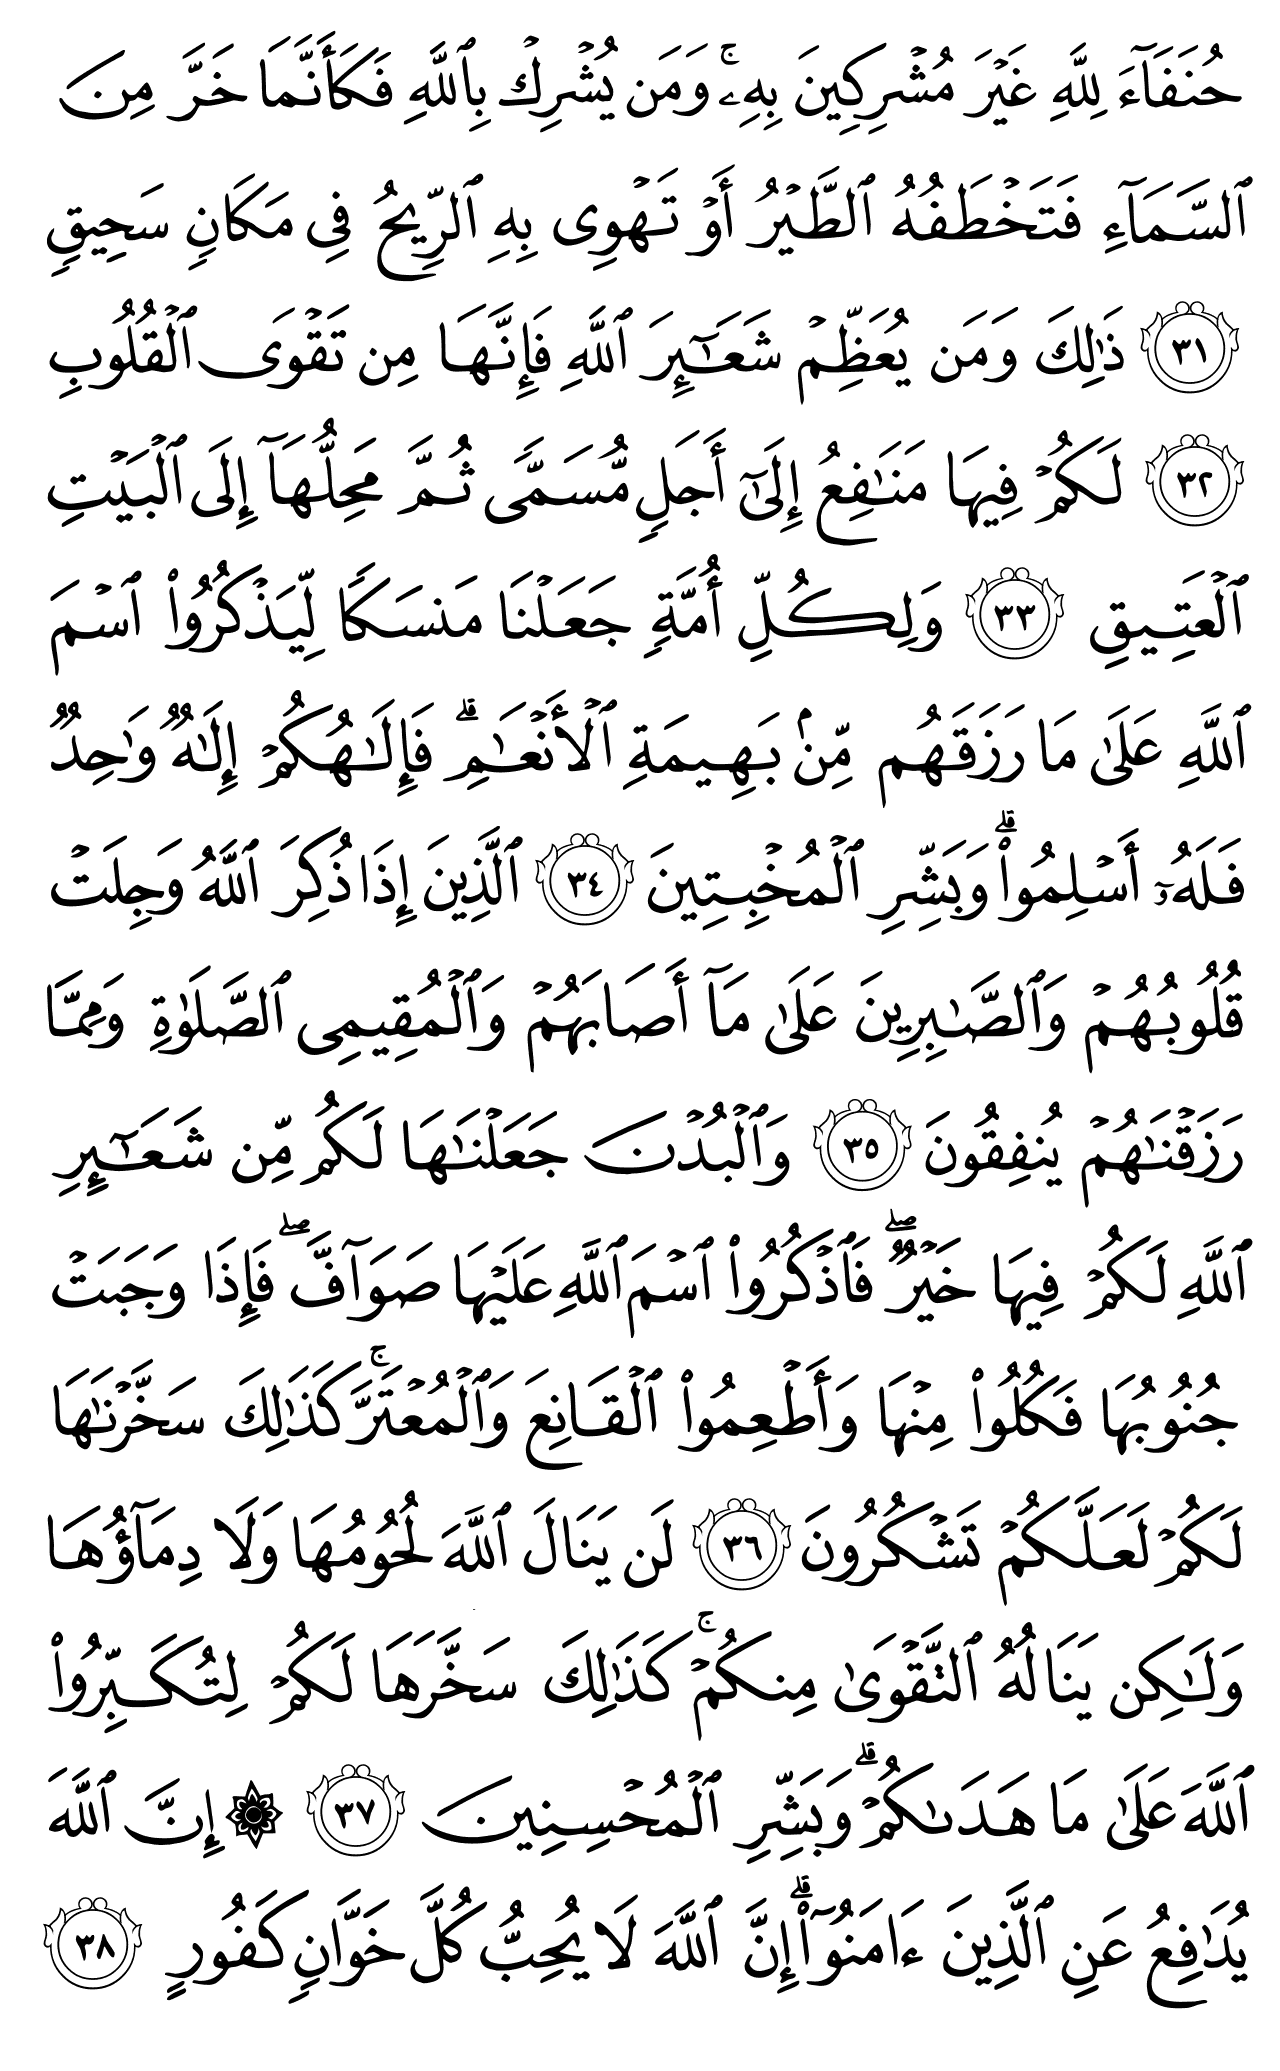 حُنَفَآءَ لِلَّهِ غَيْرَ مُشْرِكِينَ بِهِۦۚ وَمَن يُشْرِكْ بِٱللَّهِ فَكَأَنَّمَا خَرَّ مِنَ
ٱلسَّمَآءِ فَتَخْطَفُهُ ٱلطَّيْرُ أَوْ تَهْوِى بِهِ ٱلرِّيحُ فِى مَكَانٍ سَحِيقٍ
٣١ ذَٰلِكَ وَمَن يُعَظِّمْ شَعَـٰٓئِرَ ٱللَّهِ فَإِنَّهَا مِن تَقْوَى ٱلْقُلُوبِ
٣٢ لَكُمْ فِيهَا مَنَـٰفِعُ إِلَىٰٓ أَجَلٍ مُّسَمًّى ثُمَّ مَحِلُّهَآ إِلَى ٱلْبَيْتِ
ٱلْعَتِيقِ ٣٣ وَلِكُلِّ أُمَّةٍ جَعَلْنَا مَنسَكًا لِّيَذْكُرُوا۟ ٱسْمَ
ٱللَّهِ عَلَىٰ مَا رَزَقَهُم مِّنۢ بَهِيمَةِ ٱلْأَنْعَـٰمِۗ فَإِلَـٰهُكُمْ إِلَـٰهٌ وَٰحِدٌ
فَلَهُۥٓ أَسْلِمُوا۟ۗ وَبَشِّرِ ٱلْمُخْبِتِينَ ٣٤ ٱلَّذِينَ إِذَا ذُكِرَ ٱللَّهُ وَجِلَتْ
قُلُوبُهُمْ وَٱلصَّـٰبِرِينَ عَلَىٰ مَآ أَصَابَهُمْ وَٱلْمُقِيمِى ٱلصَّلَوٰةِ وَمِمَّا
رَزَقْنَـٰهُمْ يُنفِقُونَ ٣٥ وَٱلْبُدْنَ جَعَلْنَـٰهَا لَكُم مِّن شَعَـٰٓئِرِ
ٱللَّهِ لَكُمْ فِيهَا خَيْرٌۖ فَٱذْكُرُوا۟ ٱسْمَ ٱللَّهِ عَلَيْهَا صَوَآفَّۖ فَإِذَا وَجَبَتْ
جُنُوبُهَا فَكُلُوا۟ مِنْهَا وَأَطْعِمُوا۟ ٱلْقَانِعَ وَٱلْمُعْتَرَّۚ كَذَٰلِكَ سَخَّرْنَـٰهَا
لَكُمْ لَعَلَّكُمْ تَشْكُرُونَ ٣٦ لَن يَنَالَ ٱللَّهَ لُحُومُهَا وَلَا دِمَآؤُهَا
وَلَـٰكِن يَنَالُهُ ٱلتَّقْوَىٰ مِنكُمْۚ كَذَٰلِكَ سَخَّرَهَا لَكُمْ لِتُكَبِّرُوا۟
ٱللَّهَ عَلَىٰ مَا هَدَىٰكُمْۗ وَبَشِّرِ ٱلْمُحْسِنِينَ ٣٧ ۞ إِنَّ ٱللَّهَ
يُدَٰفِعُ عَنِ ٱلَّذِينَ ءَامَنُوٓا۟ۗ إِنَّ ٱللَّهَ لَا يُحِبُّ كُلَّ خَوَّانٍ كَفُورٍ ٣٨